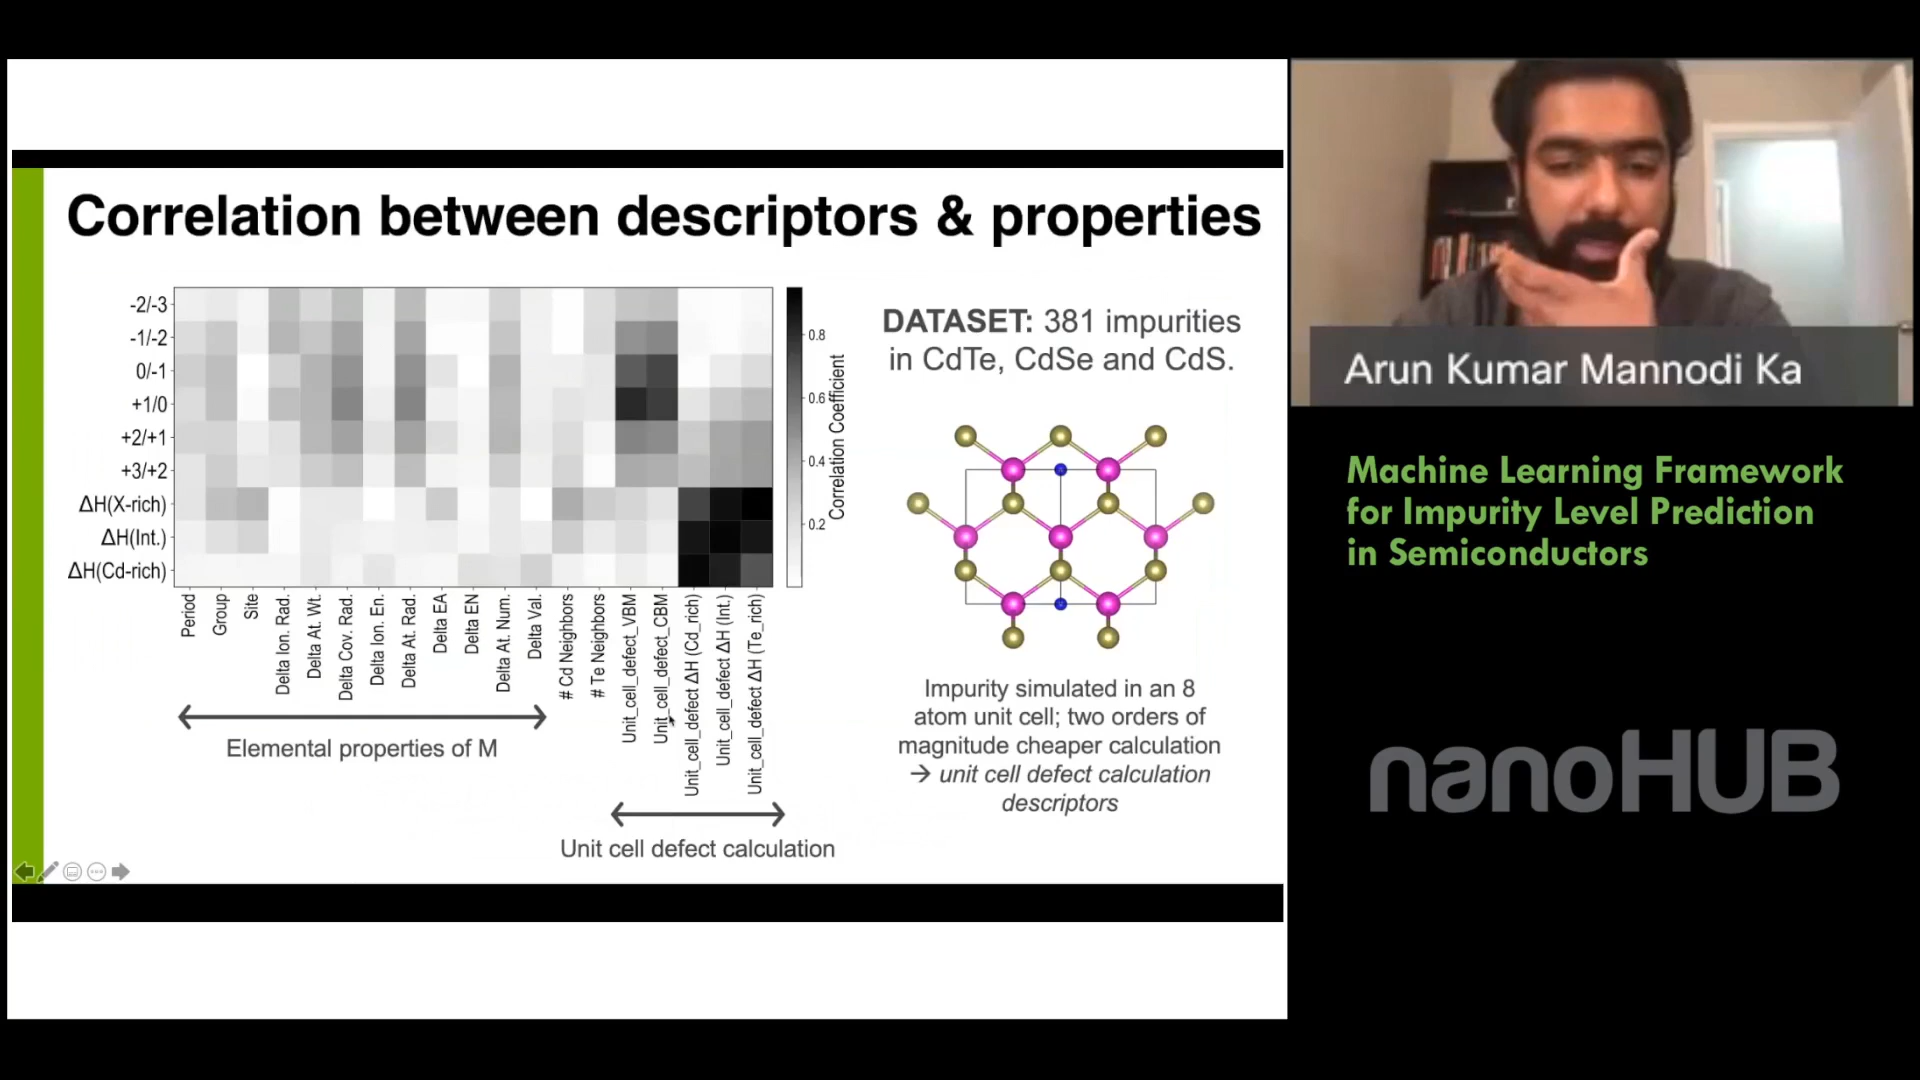 Correlation between descriptors & properties
-2/-3
-1/-2
0/-1
+1/0
+2/+1
+3/+2
ΔH(X-rich)
ΔH(Int.)
ΔH(Cd-rich)
Period
Group
Site
Delta Ion. Rad.
Delta At. Wt.
Delta Cov. Rad.
Delta Ion. En.
Delta At. Rad.
Delta EA
Delta EN
Delta At. Num.
Delta Val.
# Cd Neighbors
# Te Neighbors
Unit_cell_defect_VBM
Unit_cell_defect_CBM
Unit_cell_defect ΔH (Cd_rich)
Unit_cell_defect ΔH (Int.)
Unit_cell_defect ΔH (Te_rich)
0.8
0.6
0.4
0.2
Correlation Coefficient
Elemental properties of M
Unit cell defect calculation
DATASET: 381 impurities
in CdTe, CdSe and CdS.
Impurity simulated in an 8
atom unit cell; two orders of
magnitude cheaper calculation
→ unit cell defect calculation
descriptors
Arun Kumar Mannodi Ka
Machine Learning Framework
for Impurity Level Prediction
in Semiconductors
nanoHUB